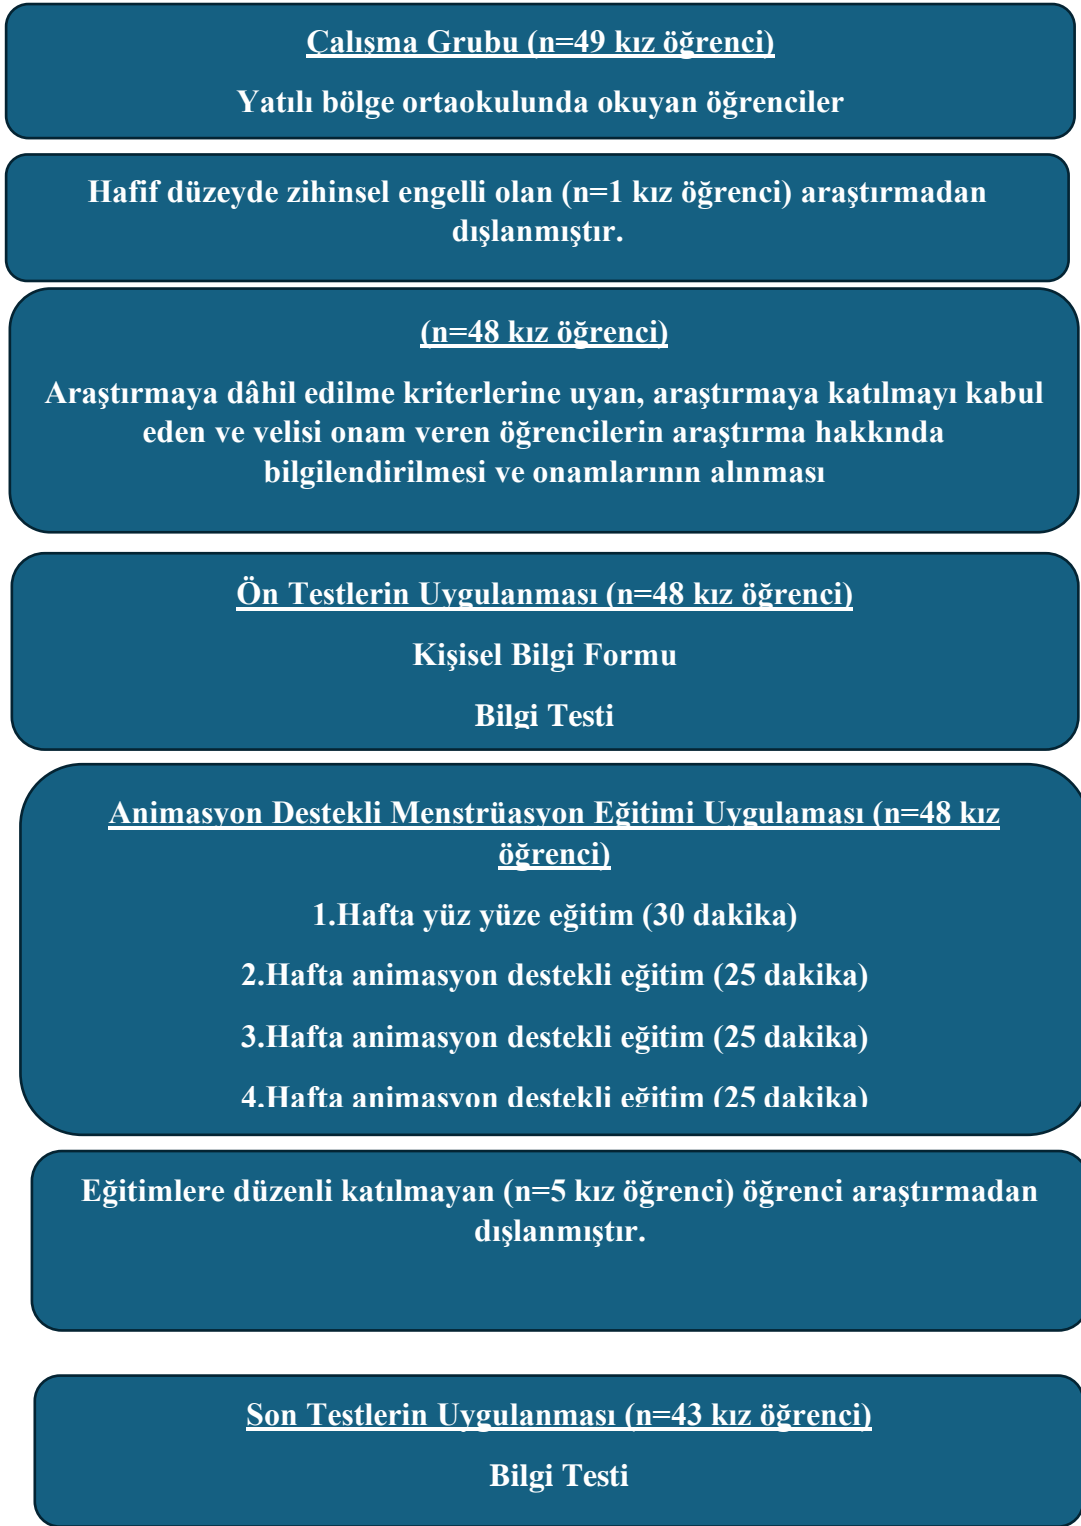 Çalışma Grubu (n=49 kız öğrenci)
Yatılı bölge ortaokulunda okuyan öğrenciler
Hafif düzeyde zihinsel engelli olan (n=1 kız öğrenci) araştırmadan
dışlanmıştır.
(n=48 kız öğrenci)
Araştırmaya dâhil edilme kriterlerine uyan, araştırmaya katılmayı kabul
eden ve velisi onam veren öğrencilerin araştırma hakkında
bilgilendirilmesi ve onamlarının alınması
Ön Testlerin Uygulanması (n=48 kız öğrenci)
Kişisel Bilgi Formu
Bilgi Testi
Animasyon Destekli Menstrüasyon Eğitimi Uygulaması (n=48 kız
öğrenci)
1.Hafta yüz yüze eğitim (30 dakika)
2.Hafta animasyon destekli eğitim (25 dakika)
3.Hafta animasyon destekli eğitim (25 dakika)
4.Hafta animasyon destekli eğitim (25 dakika)
Eğitimlere düzenli katılmayan (n=5 kız öğrenci) öğrenci araştırmadan
dışlanmıştır.
Son Testlerin Uygulanması (n=43 kız öğrenci)
Bilgi Testi